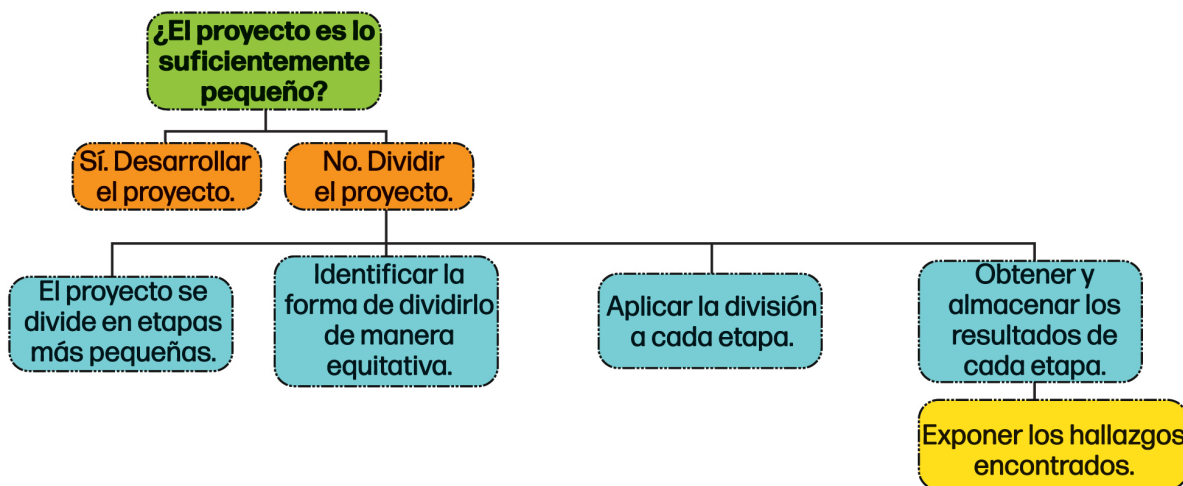 ¿El proyecto es lo
suficientemente
pequeño?
Sí. Desarrollar
el proyecto.
No. Dividir
el proyecto.
El proyecto se
divide en etapas
más pequeñas.
Identificar la
forma de dividirlo
de manera
equitativa.
Aplicar la división
a cada etapa.
Obtener y
almacenar los
resultados de
cada etapa.
Exponer los hallazgos
encontrados.